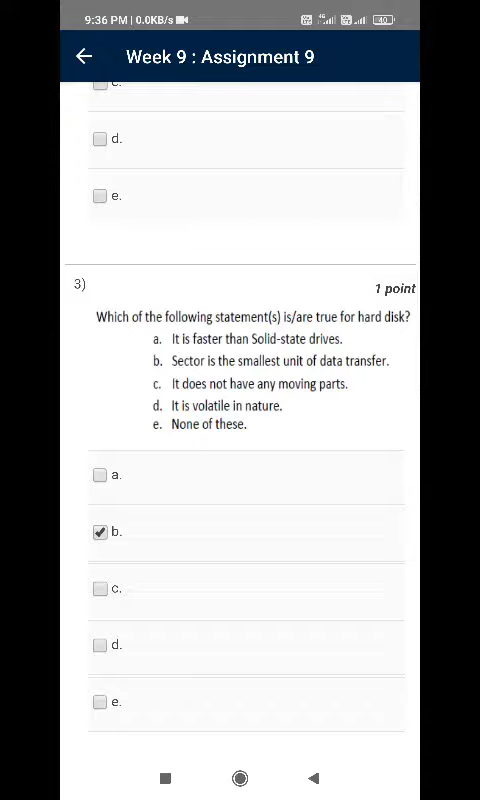 9:36 PM | 0.0KB/s
40
Week 9 : Assignment 9
c.
d.
e.
3)
1 point
Which of the following statement(s) is/are true for hard disk?
a. It is faster than Solid-state drives.
b. Sector is the smallest unit of data transfer.
c. It does not have any moving parts.
d. It is volatile in nature.
e. None of these.
a.
b.
c.
d.
e.